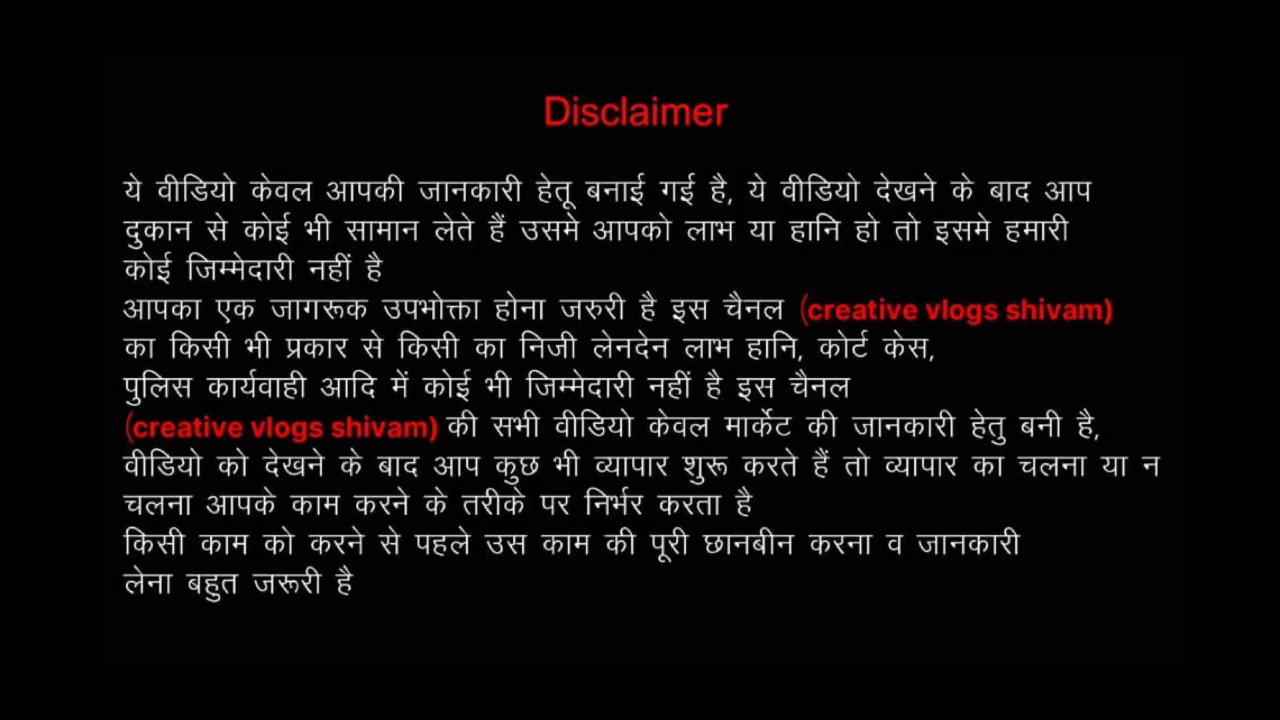 Disclaimer
ये वीडियो केवल आपकी जानकारी हेतू बनाई गई है, ये वीडियो देखने के बाद आप
दुकान से कोई भी सामान लेते हैं उसमे आपको लाभ या हानि हो तो इसमे हमारी
कोई जिम्मेदारी नहीं है
आपका एक जागरूक उपभोक्ता होना जरुरी है इस चैनल (creative vlogs shivam)
का किसी भी प्रकार से किसी का निजी लेनदेन लाभ हानि, कोर्ट केस,
पुलिस कार्यवाही आदि में कोई भी जिम्मेदारी नहीं है इस चैनल
(creative vlogs shivam) की सभी वीडियो केवल मार्केट की जानकारी हेतु बनी है,
वीडियो को देखने के बाद आप कुछ भी व्यापार शुरू करते हैं तो व्यापार का चलना या न
चलना आपके काम करने के तरीके पर निर्भर करता है
किसी काम को करने से पहले उस काम की पूरी छानबीन करना व जानकारी
लेना बहुत जरूरी है